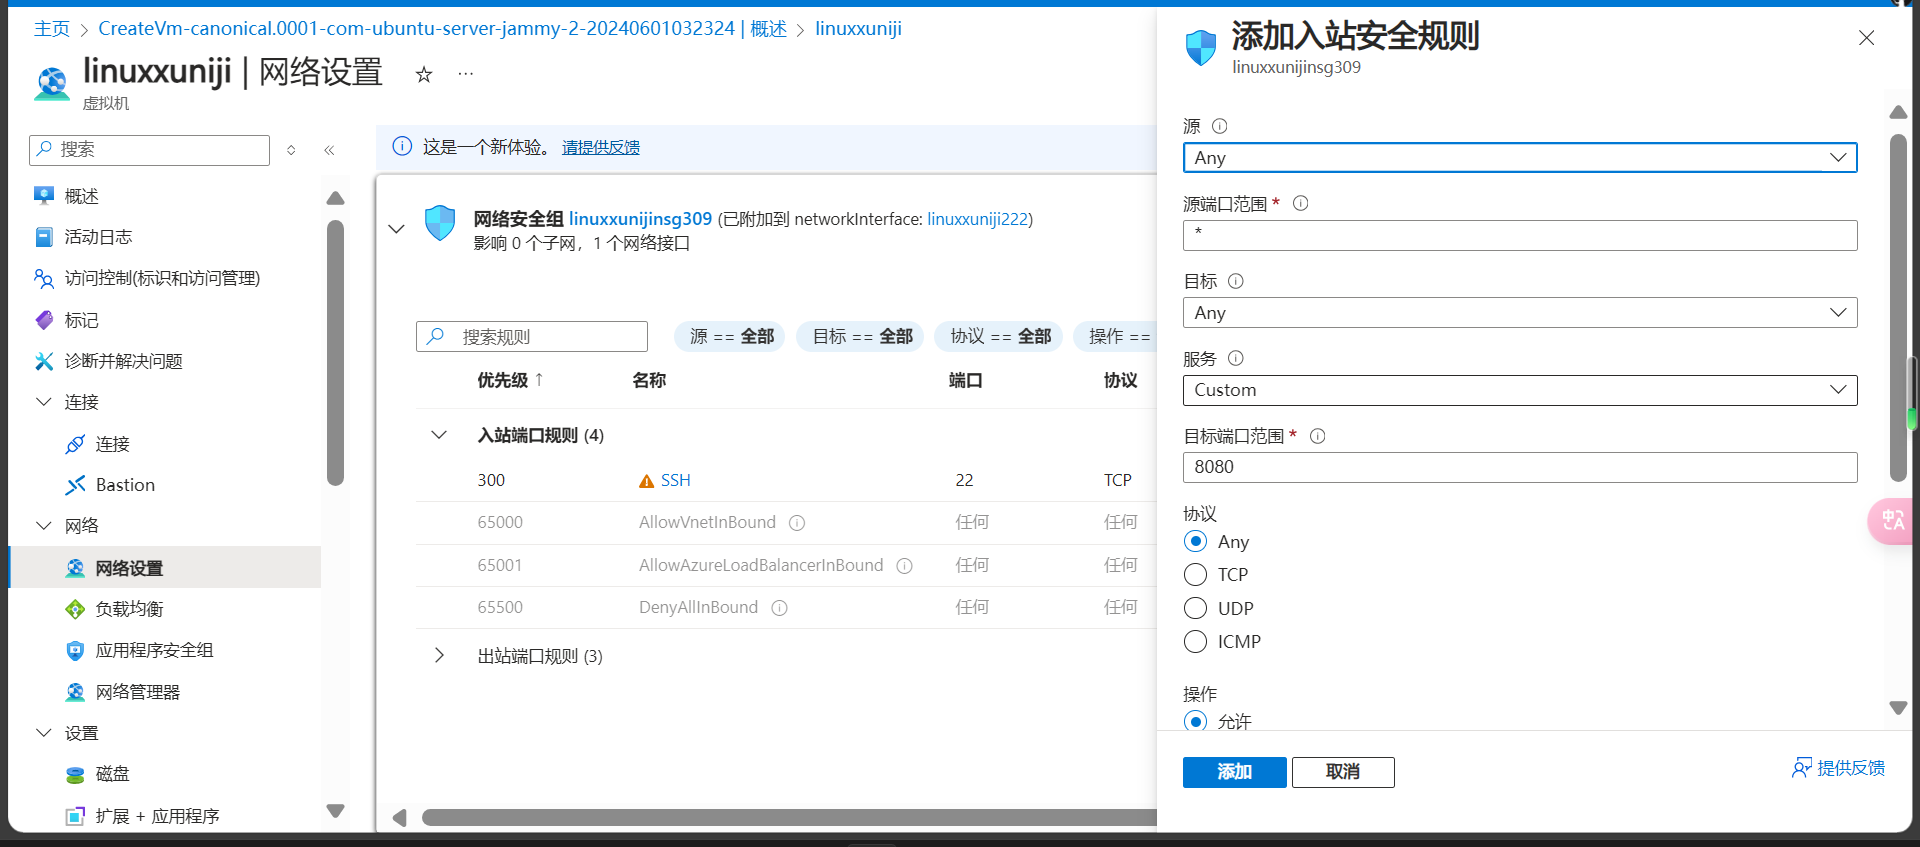 主页 > CreateVm-canonical.0001-com-ubuntu-server-jammy-2-20240601032324 | 概述 > linuxxuniji
linuxxuniji | 网络设置 ☆ ···
虚拟机
搜索
概述
活动日志
访问控制(标识和访问管理)
标记
诊断并解决问题
连接
连接
Bastion
网络
网络设置
负载均衡
应用程序安全组
网络管理器
设置
磁盘
扩展 + 应用程序
这是一个新体验。 请提供反馈
网络安全组 linuxxunijinsg309 (已附加到 networkInterface: linuxxuniji222)
影响 0 个子网，1 个网络接口
搜索规则 源 == 全部 目标 == 全部 协议 == 全部 操作 ==
优先级 ↑ 名称 端口 协议
入站端口规则 (4)
300 SSH 22 TCP
65000 AllowVnetInBound 任何 任何
65001 AllowAzureLoadBalancerInBound 任何 任何
65500 DenyAllInBound 任何 任何
出站端口规则 (3)
添加入站安全规则
linuxxunijinsg309
源
Any
源端口范围 *
*
目标
Any
服务
Custom
目标端口范围 *
8080
协议
Any
TCP
UDP
ICMP
操作
允许
添加 取消 提供反馈
中A